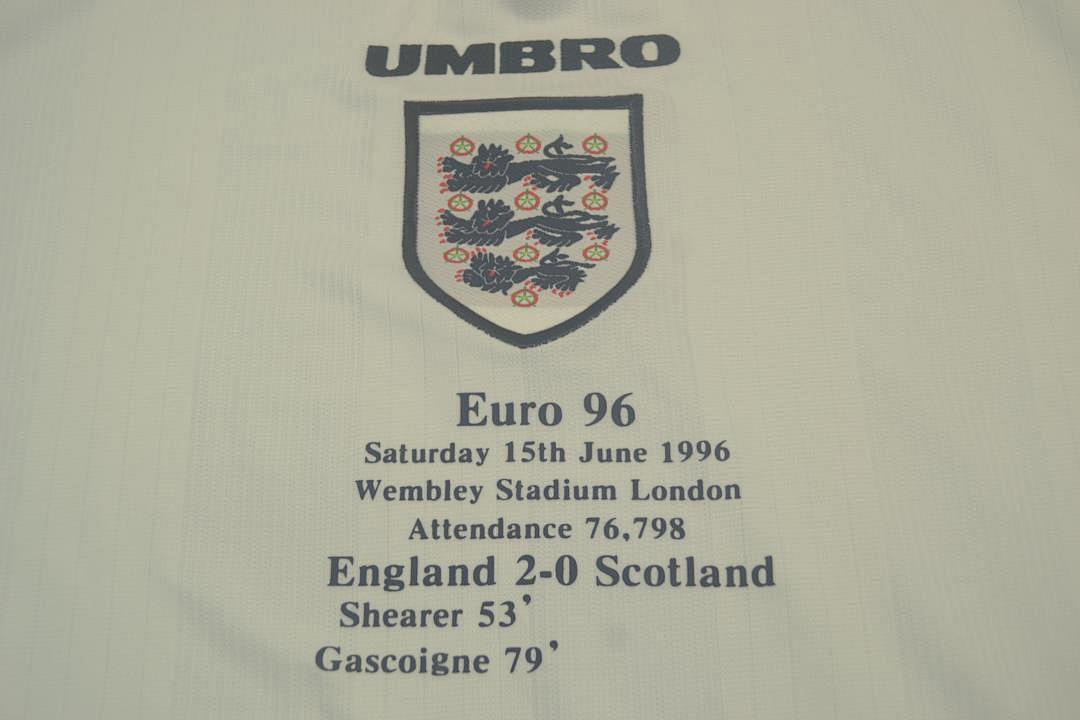 UMBRO
Euro 96
Saturday 15th June 1996
Wembley Stadium London
Attendance 76,798
England 2-0 Scotland
Shearer 53’
Gascoigne 79’